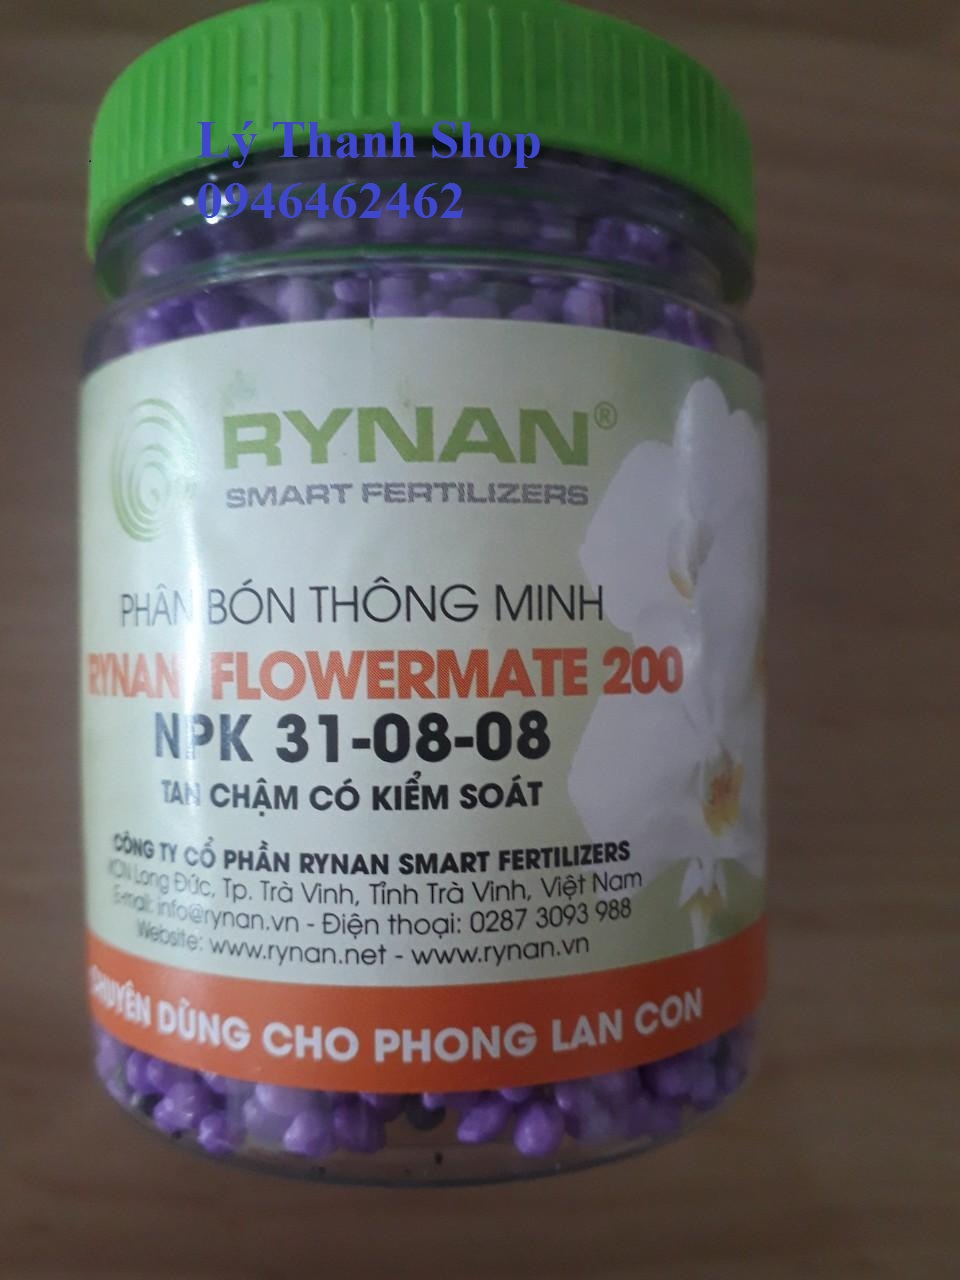 Lý Thanh Shop
0946462462
RYNAN®
SMART FERTILIZERS
PHÂN BÓN THÔNG MINH
RYNAN FLOWERMATE 200
NPK 31-08-08
TAN CHẬM CÓ KIỂM SOÁT
CÔNG TY CỔ PHẦN RYNAN SMART FERTILIZERS
KCN Long Đức, Tp. Trà Vinh, Tỉnh Trà Vinh, Việt Nam
E-mail: info@rynan.vn - Điện thoại: 0287 3093 988
Website: www.rynan.net - www.rynan.vn
CHUYÊN DÙNG CHO PHONG LAN CON